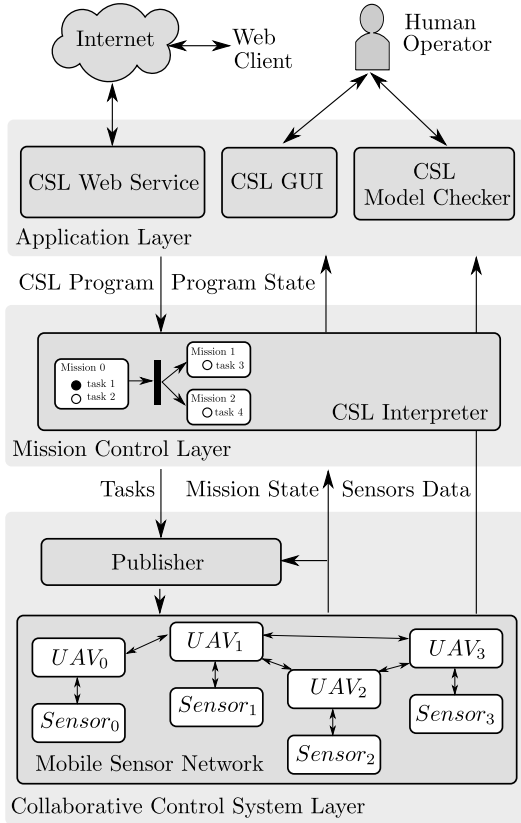 Internet
Web
Client
Human
Operator
CSL Web Service
CSL GUI
CSL
Model Checker
Application Layer
CSL Program
Program State
Mission 0
task 1
task 2
Mission 1
task 3
Mission 2
task 4
CSL Interpreter
Mission Control Layer
Tasks
Mission State
Sensors Data
Publisher
UAV₀
UAV₁
UAV₂
UAV₃
Sensor₀
Sensor₁
Sensor₂
Sensor₃
Mobile Sensor Network
Collaborative Control System Layer